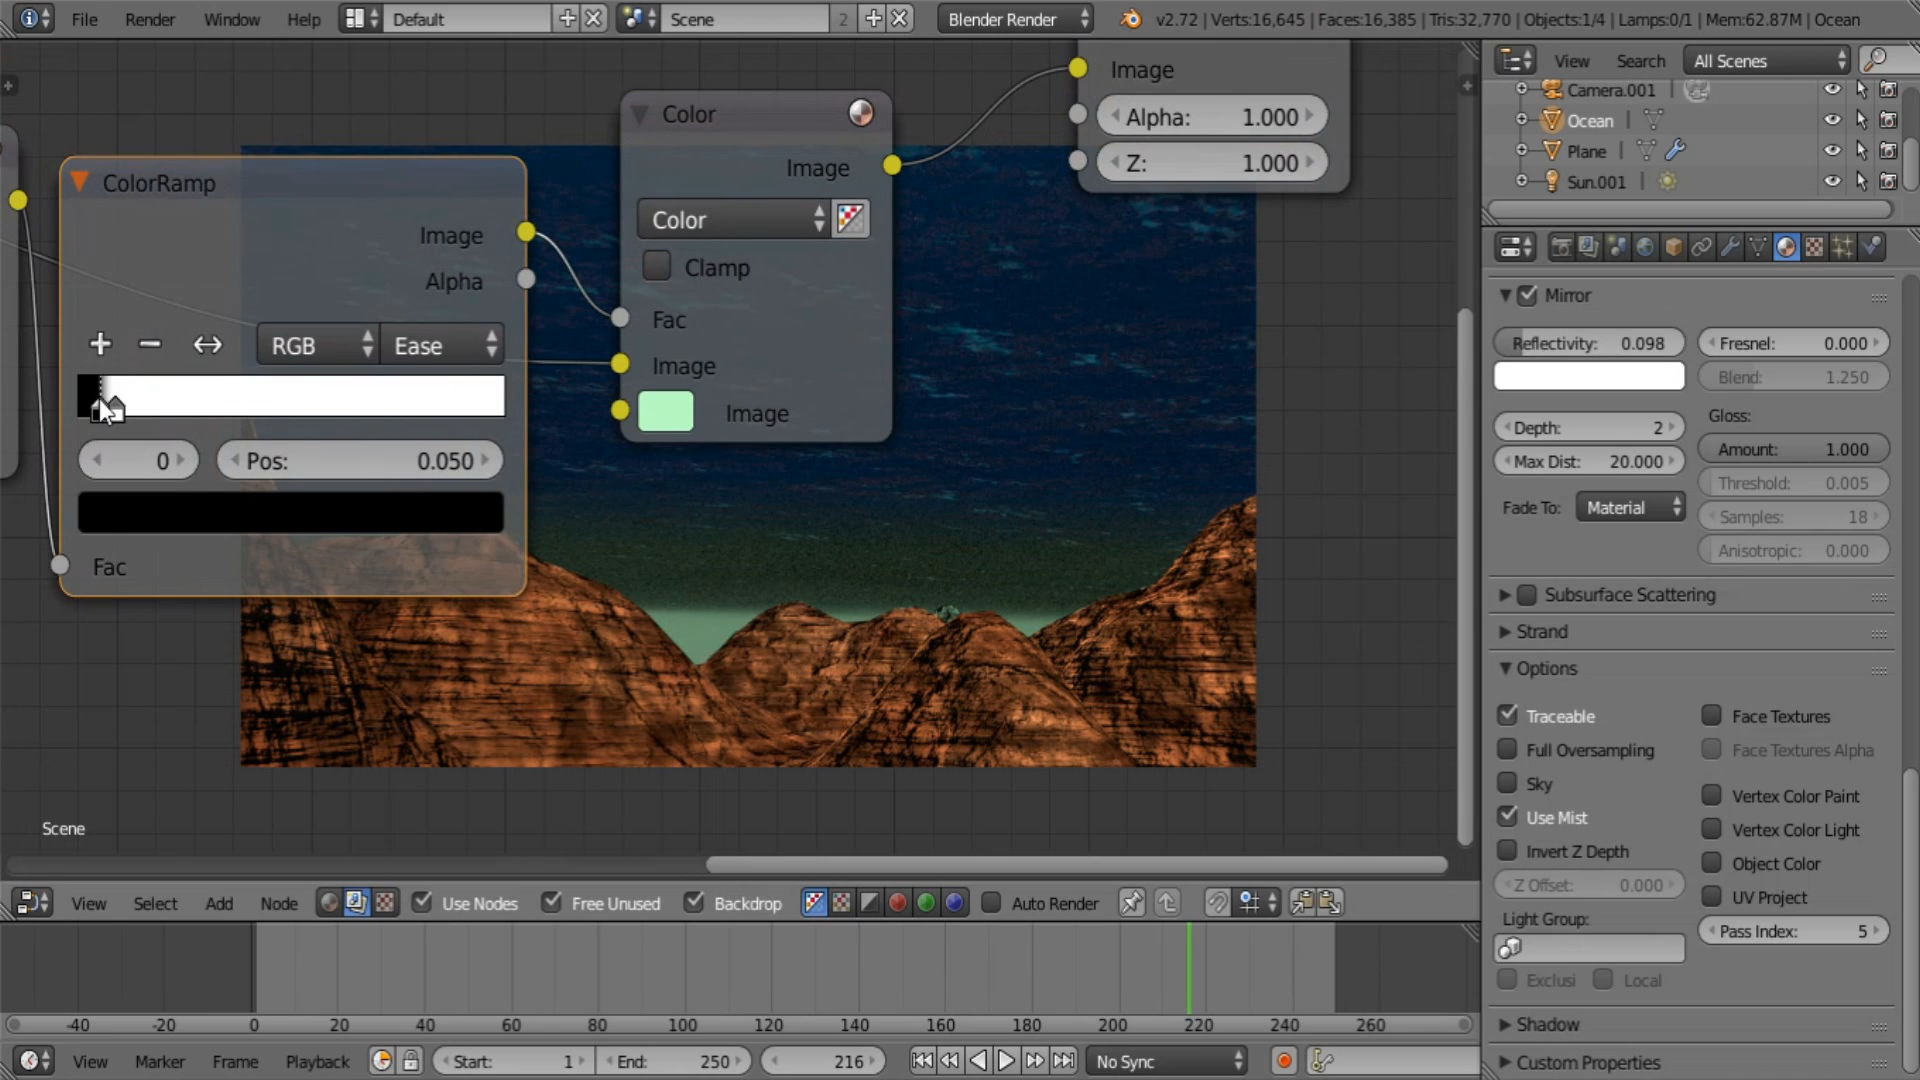 File Render Window Help Default Scene 2 Blender Render v2.72 | Verts:16,645 | Faces:16,385 | Tris:32,770 | Objects:1/4 | Lamps:0/1 | Mem:62.87M | Ocean
View Search All Scenes
Camera.001
Ocean
Plane
Sun.001
Image
Alpha: 1.000
Z: 1.000
Color
Image
Color
Clamp
Fac
Image
Image
ColorRamp
Image
Alpha
RGB Ease
0 Pos: 0.050
Fac
Scene
Mirror
Reflectivity: 0.098 Fresnel: 0.000
Blend: 1.250
Gloss:
Depth: 2 Amount: 1.000
Max Dist: 20.000 Threshold: 0.005
Fade To: Material Samples: 18
Anisotropic: 0.000
Subsurface Scattering
Strand
Options
Traceable Face Textures
Full Oversampling Face Textures Alpha
Sky Vertex Color Paint
Use Mist Vertex Color Light
Invert Z Depth Object Color
Z Offset: 0.000 UV Project
Light Group: Pass Index: 5
Exclusi Local
Shadow
Custom Properties
View Select Add Node Use Nodes Free Unused Backdrop Auto Render
-40 -20 0 20 40 60 80 100 120 140 160 180 200 220 240 260
View Marker Frame Playback Start: 1 End: 250 216 No Sync